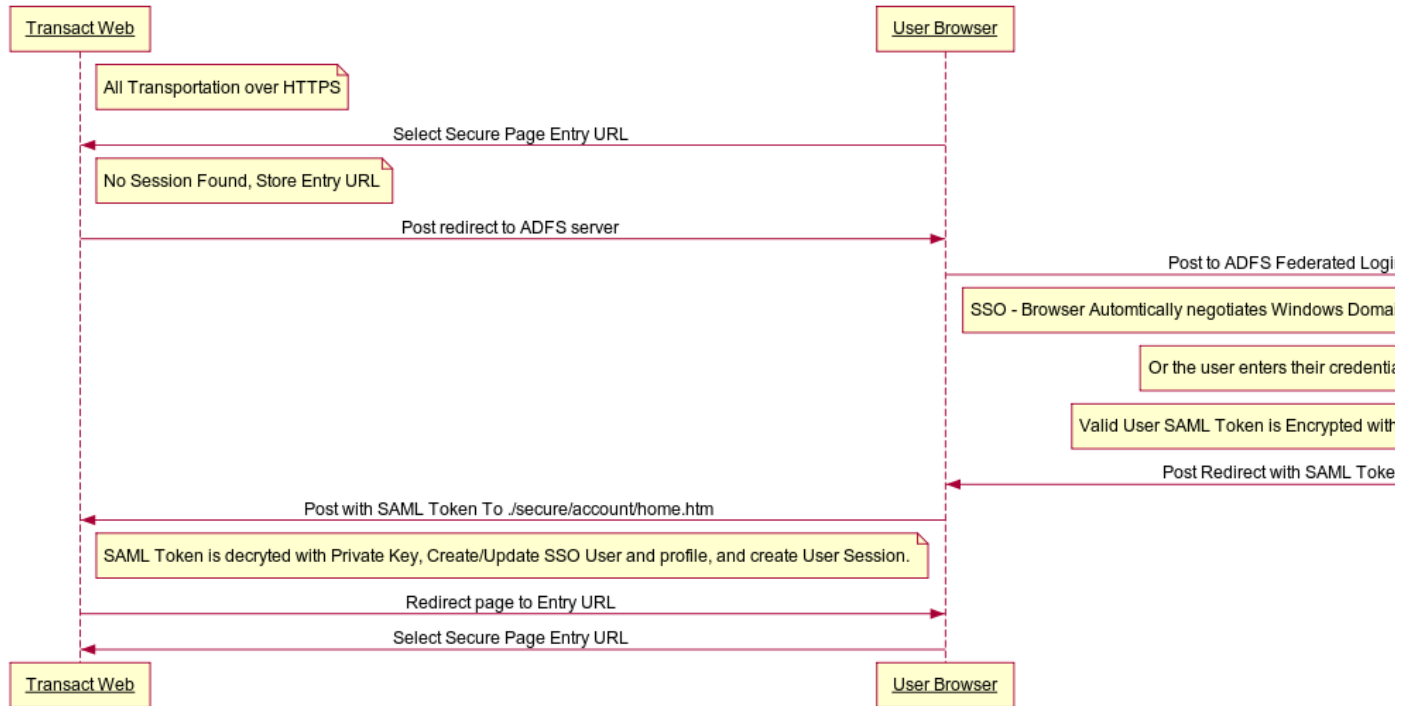 Transact Web
User Browser
All Transportation over HTTPS
Select Secure Page Entry URL
No Session Found, Store Entry URL
Post redirect to ADFS server
Post to ADFS Federated Logi
SSO - Browser Automtically negotiates Windows Doma
Or the user enters their credentia
Valid User SAML Token is Encrypted with
Post Redirect with SAML Toke
Post with SAML Token To ./secure/account/home.htm
SAML Token is decryted with Private Key, Create/Update SSO User and profile, and create User Session.
Redirect page to Entry URL
Select Secure Page Entry URL
Transact Web
User Browser